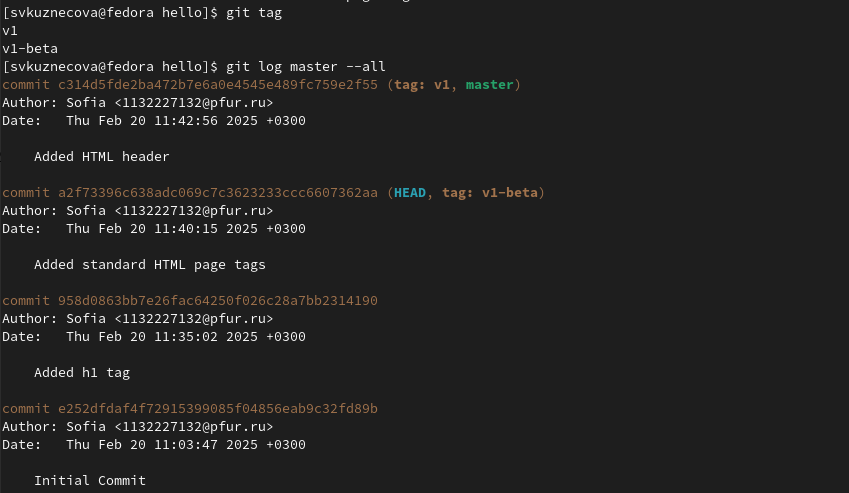 [svkuznecova@fedora hello]$ git tag
v1
v1-beta
[svkuznecova@fedora hello]$ git log master --all
commit c314d5fde2ba472b7e6a0e4545e489fc759e2f55 (tag: v1, master)
Author: Sofia <1132227132@pfur.ru>
Date:   Thu Feb 20 11:42:56 2025 +0300
    Added HTML header
commit a2f73396c638adc069c7c3623233ccc6607362aa (HEAD, tag: v1-beta)
Author: Sofia <1132227132@pfur.ru>
Date:   Thu Feb 20 11:40:15 2025 +0300
    Added standard HTML page tags
commit 958d0863bb7e26fac64250f026c28a7bb2314190
Author: Sofia <1132227132@pfur.ru>
Date:   Thu Feb 20 11:35:02 2025 +0300
    Added h1 tag
commit e252dfdaf4f72915399085f04856eab9c32fd89b
Author: Sofia <1132227132@pfur.ru>
Date:   Thu Feb 20 11:03:47 2025 +0300
    Initial Commit